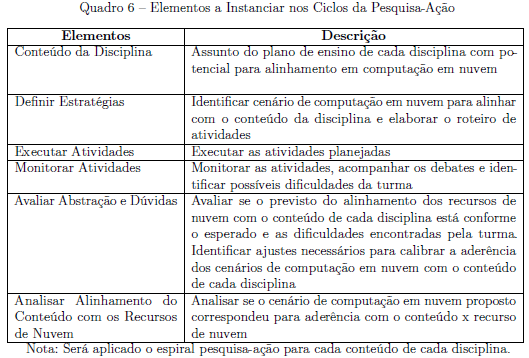 Quadro 6 – Elementos a Instanciar nos Ciclos da Pesquisa-Ação
Elementos Descrição
Conteúdo da Disciplina Assunto do plano de ensino de cada disciplina com po-
tencial para alinhamento em computação em nuvem
Definir Estratégias Identificar cenário de computação em nuvem para alinhar
com o conteúdo da disciplina e elaborar o roteiro de
atividades
Executar Atividades Executar as atividades planejadas
Monitorar Atividades Monitorar as atividades, acompanhar os debates e iden-
tificar possíveis dificuldades da turma
Avaliar Abstração e Dúvidas Avaliar se o previsto do alinhamento dos recursos de
nuvem com o conteúdo de cada disciplina está conforme
o esperado e as dificuldades encontradas pela turma.
Identificar ajustes necessários para calibrar a aderência
dos cenários de computação em nuvem com o conteúdo
de cada disciplina
Analisar Alinhamento do Analisar se o cenário de computação em nuvem proposto
Conteúdo com os Recursos correspondeu para aderência com o conteúdo x recurso
de Nuvem de nuvem
Nota: Será aplicado o espiral pesquisa-ação para cada conteúdo de cada disciplina.